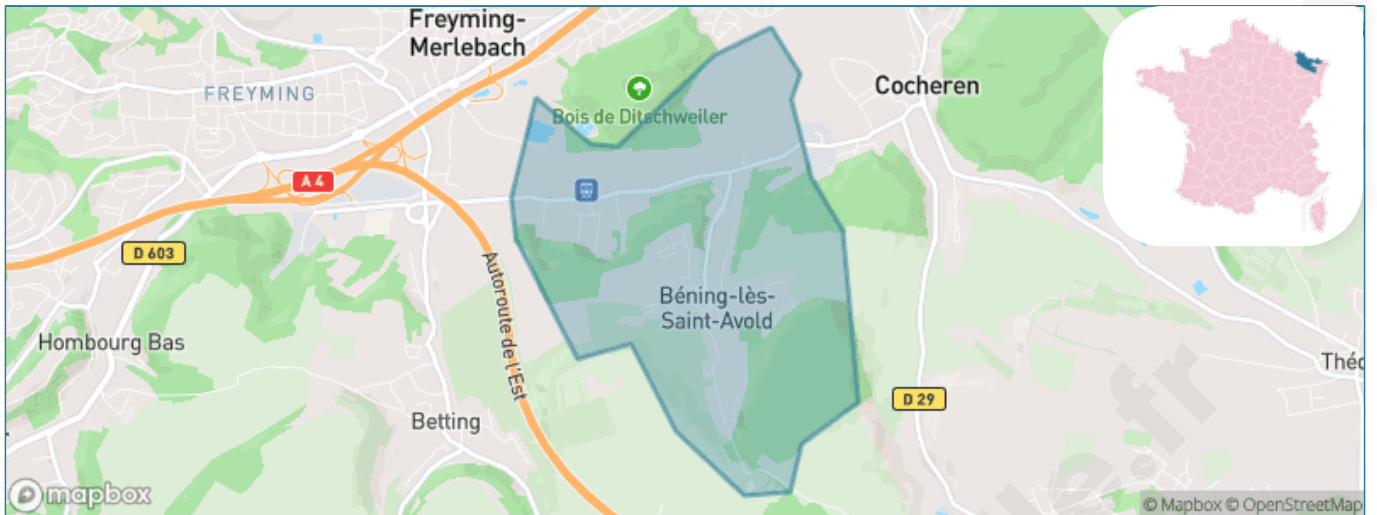 Freyming-
Merlebach
FREYMING
Cocheren
Bois de Ditschweiler
A 4
D 603
Autoroute de l'Est
Béning-lès-
Saint-Avold
Hombourg Bas
Théd
D 29
Betting
mapbox
© Mapbox © OpenStreetMap